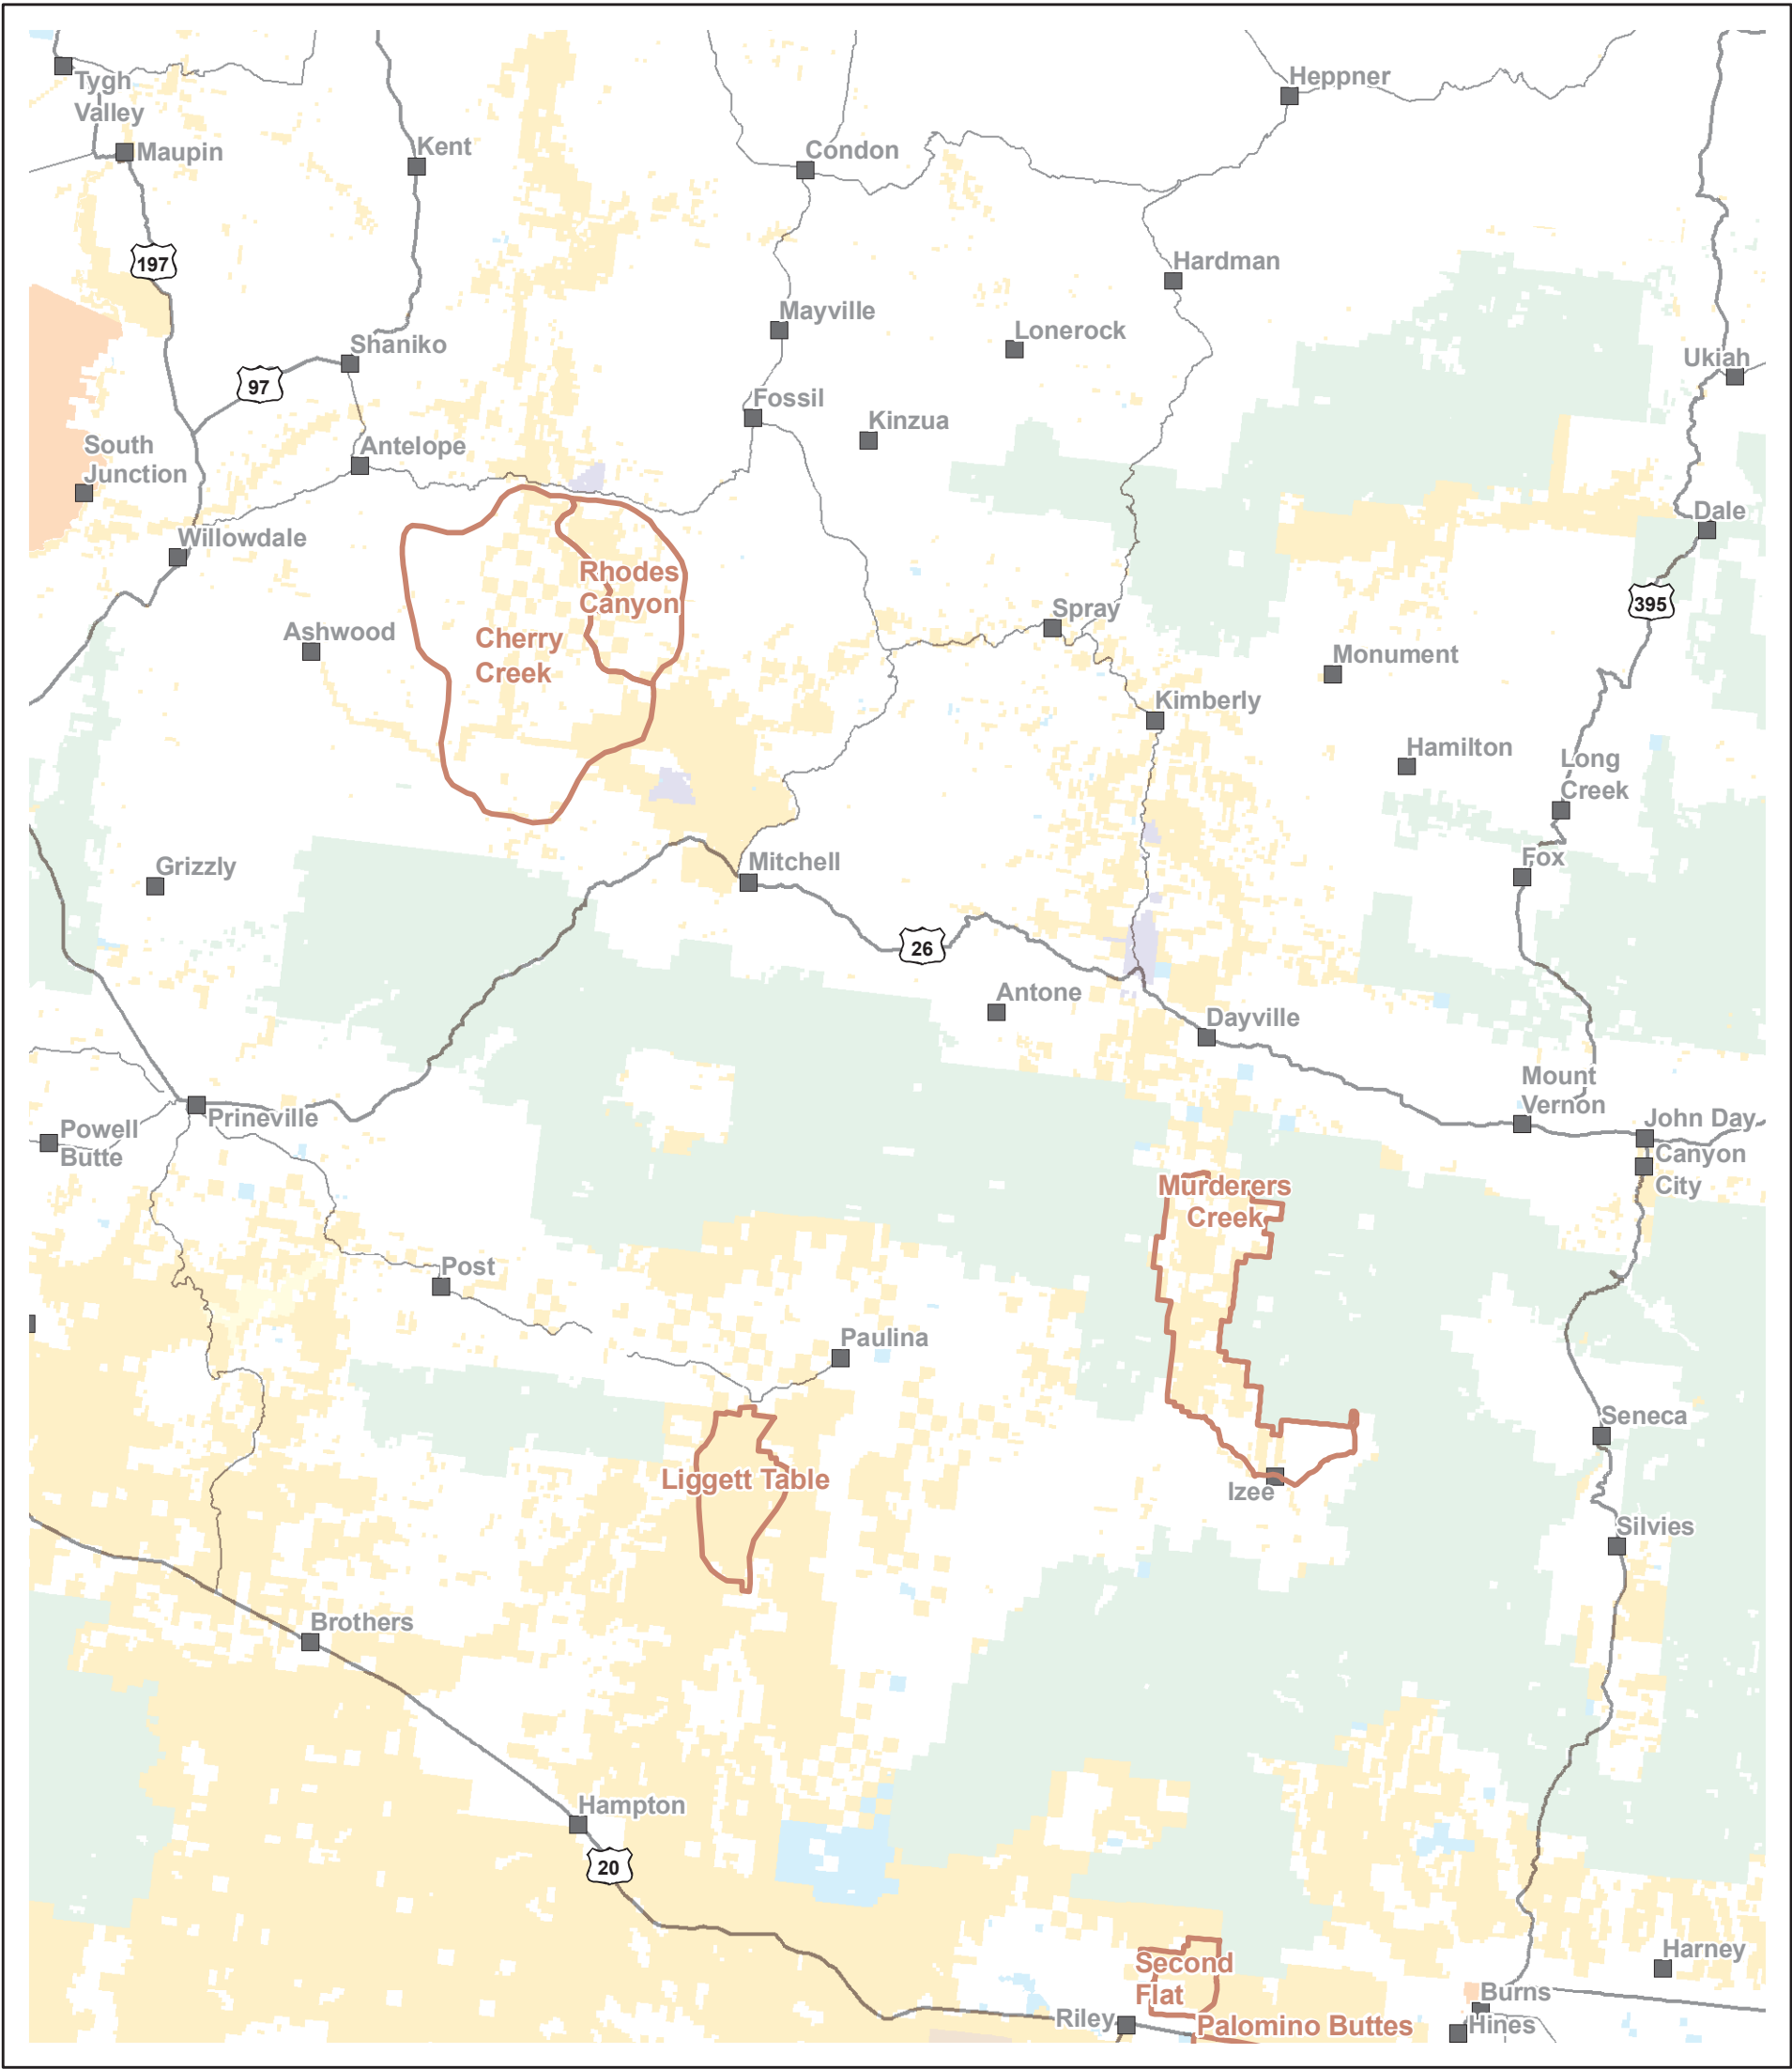 Tygh
Valley
Heppner
Maupin
Kent
Condon
197
Hardman
Mayville
Lonerock
Shaniko
Ukiah
97
Fossil
Kinzua
South
Junction
Antelope
Dale
Willowdale
Rhodes
Canyon
395
Spray
Ashwood
Cherry
Creek
Monument
Kimberly
Hamilton
Long
Creek
Grizzly
Mitchell
Fox
26
Antone
Dayville
Mount
Vernon
Prineville
John Day
Powell
Butte
Canyon
City
Murderers
Creek
Post
Paulina
Seneca
Liggett Table
Izee
Silvies
Brothers
Hampton
20
Second
Flat
Harney
Burns
Riley
Palomino Buttes
Hines